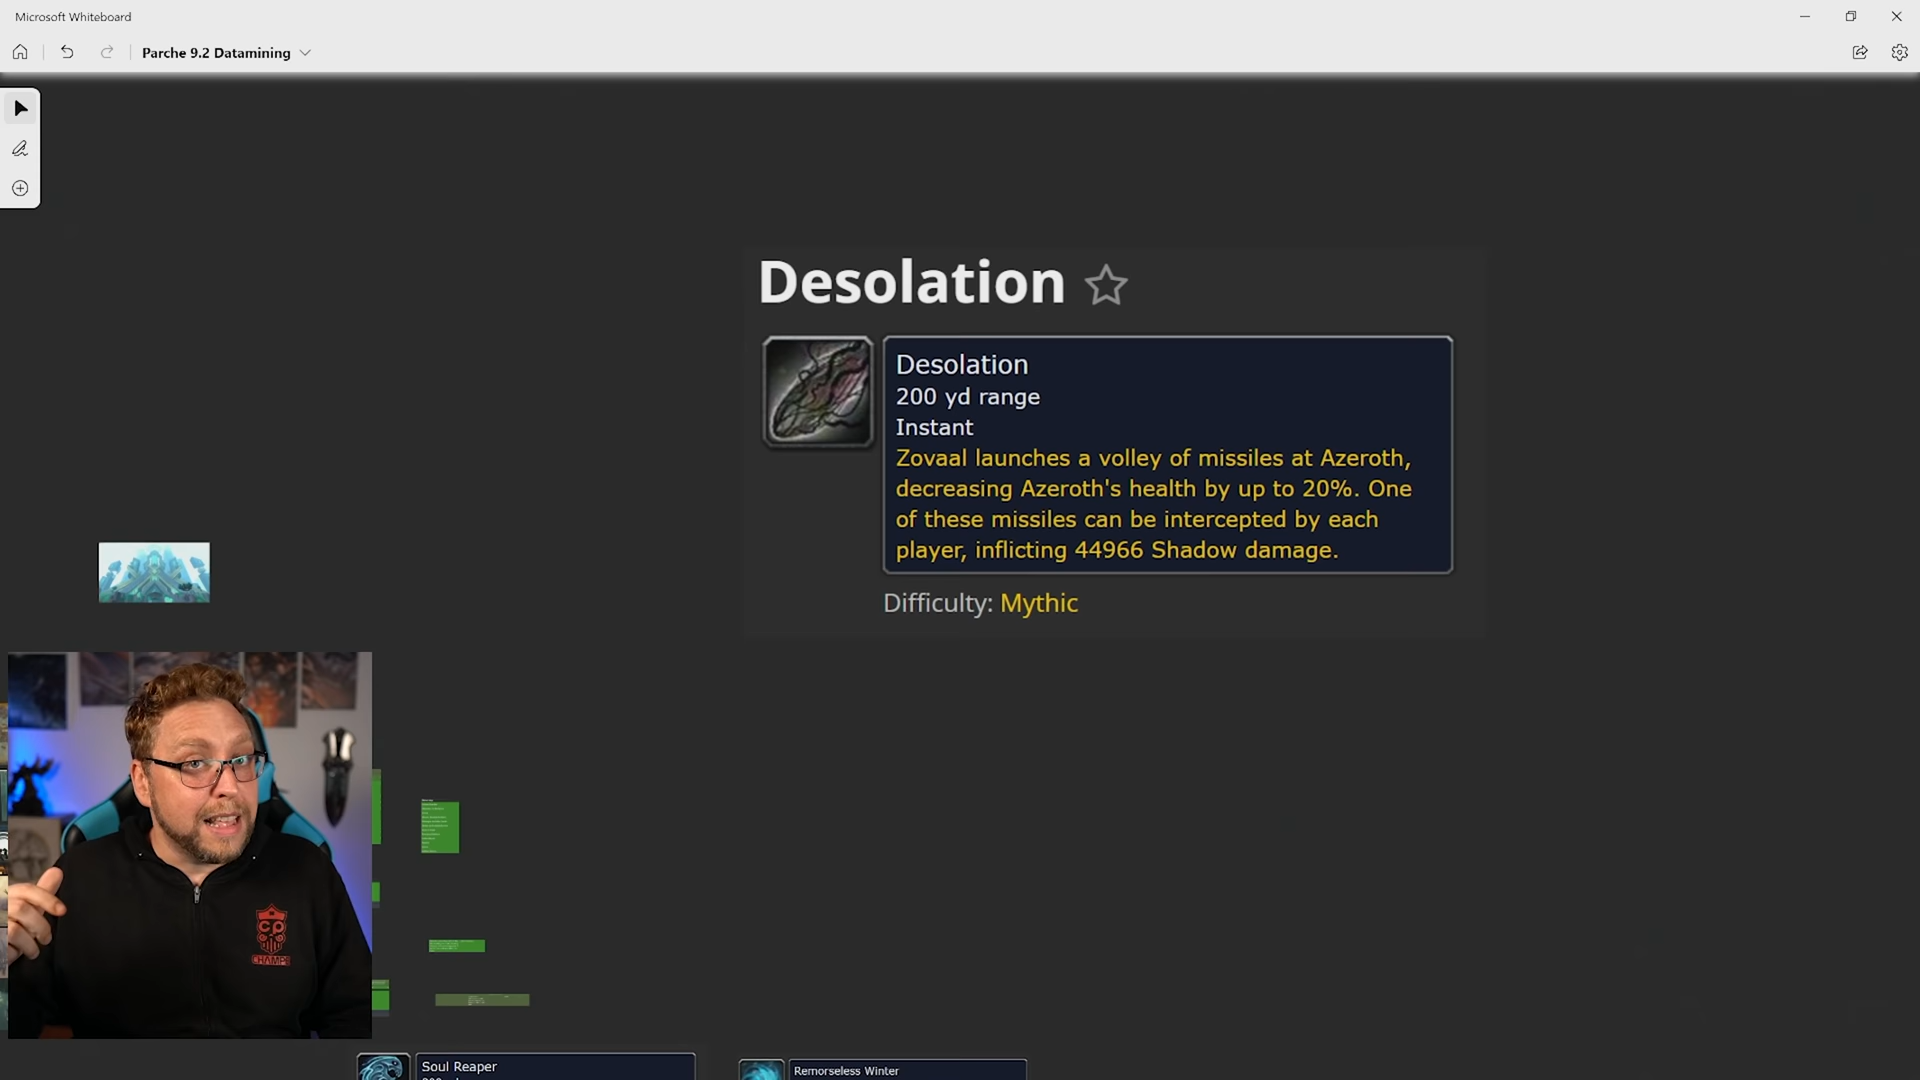 Microsoft Whiteboard
Parche 9.2 Datamining
Desolation
Desolation
200 yd range
Instant
Zovaal launches a volley of missiles at Azeroth,
decreasing Azeroth's health by up to 20%. One
of these missiles can be intercepted by each
player, inflicting 44966 Shadow damage.
Difficulty: Mythic
CP
CHAMPS
Soul Reaper
Remorseless Winter